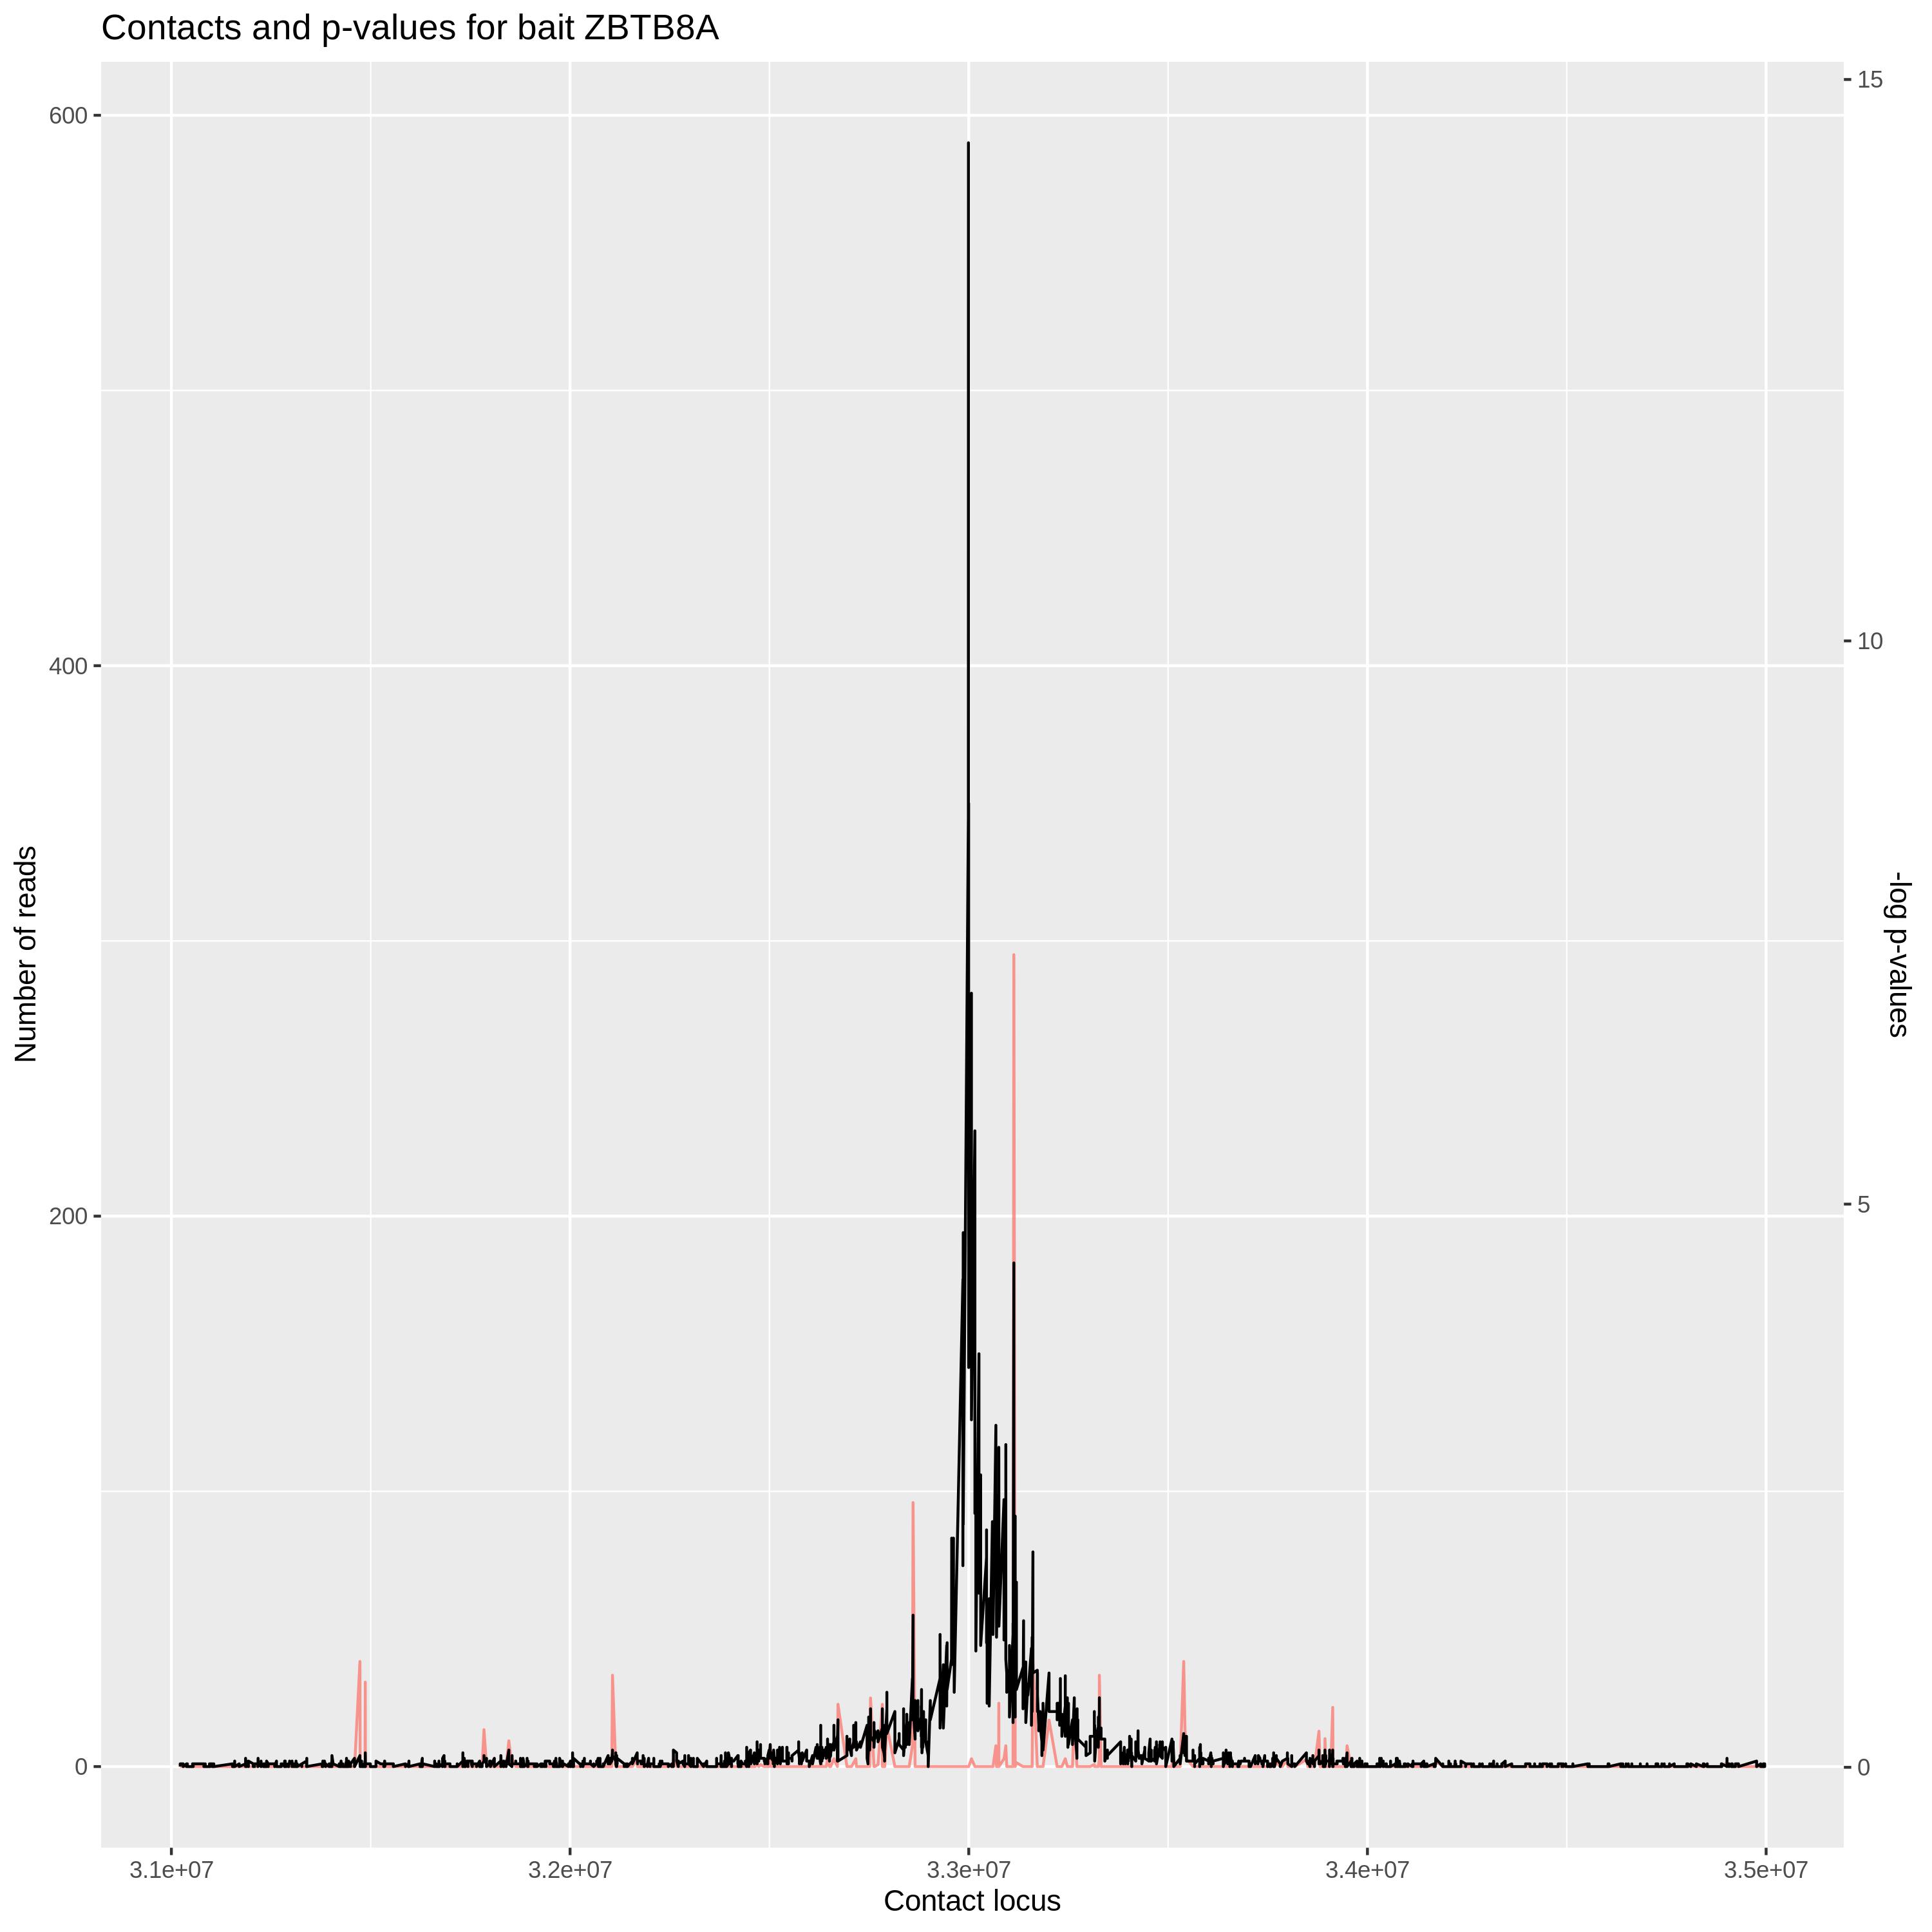 Contacts and p-values for bait ZBTB8A
600
400
200
0
Number of reads
15
10
5
0
-log p-values
3.1e+07 3.2e+07 3.3e+07 3.4e+07 3.5e+07
Contact locus